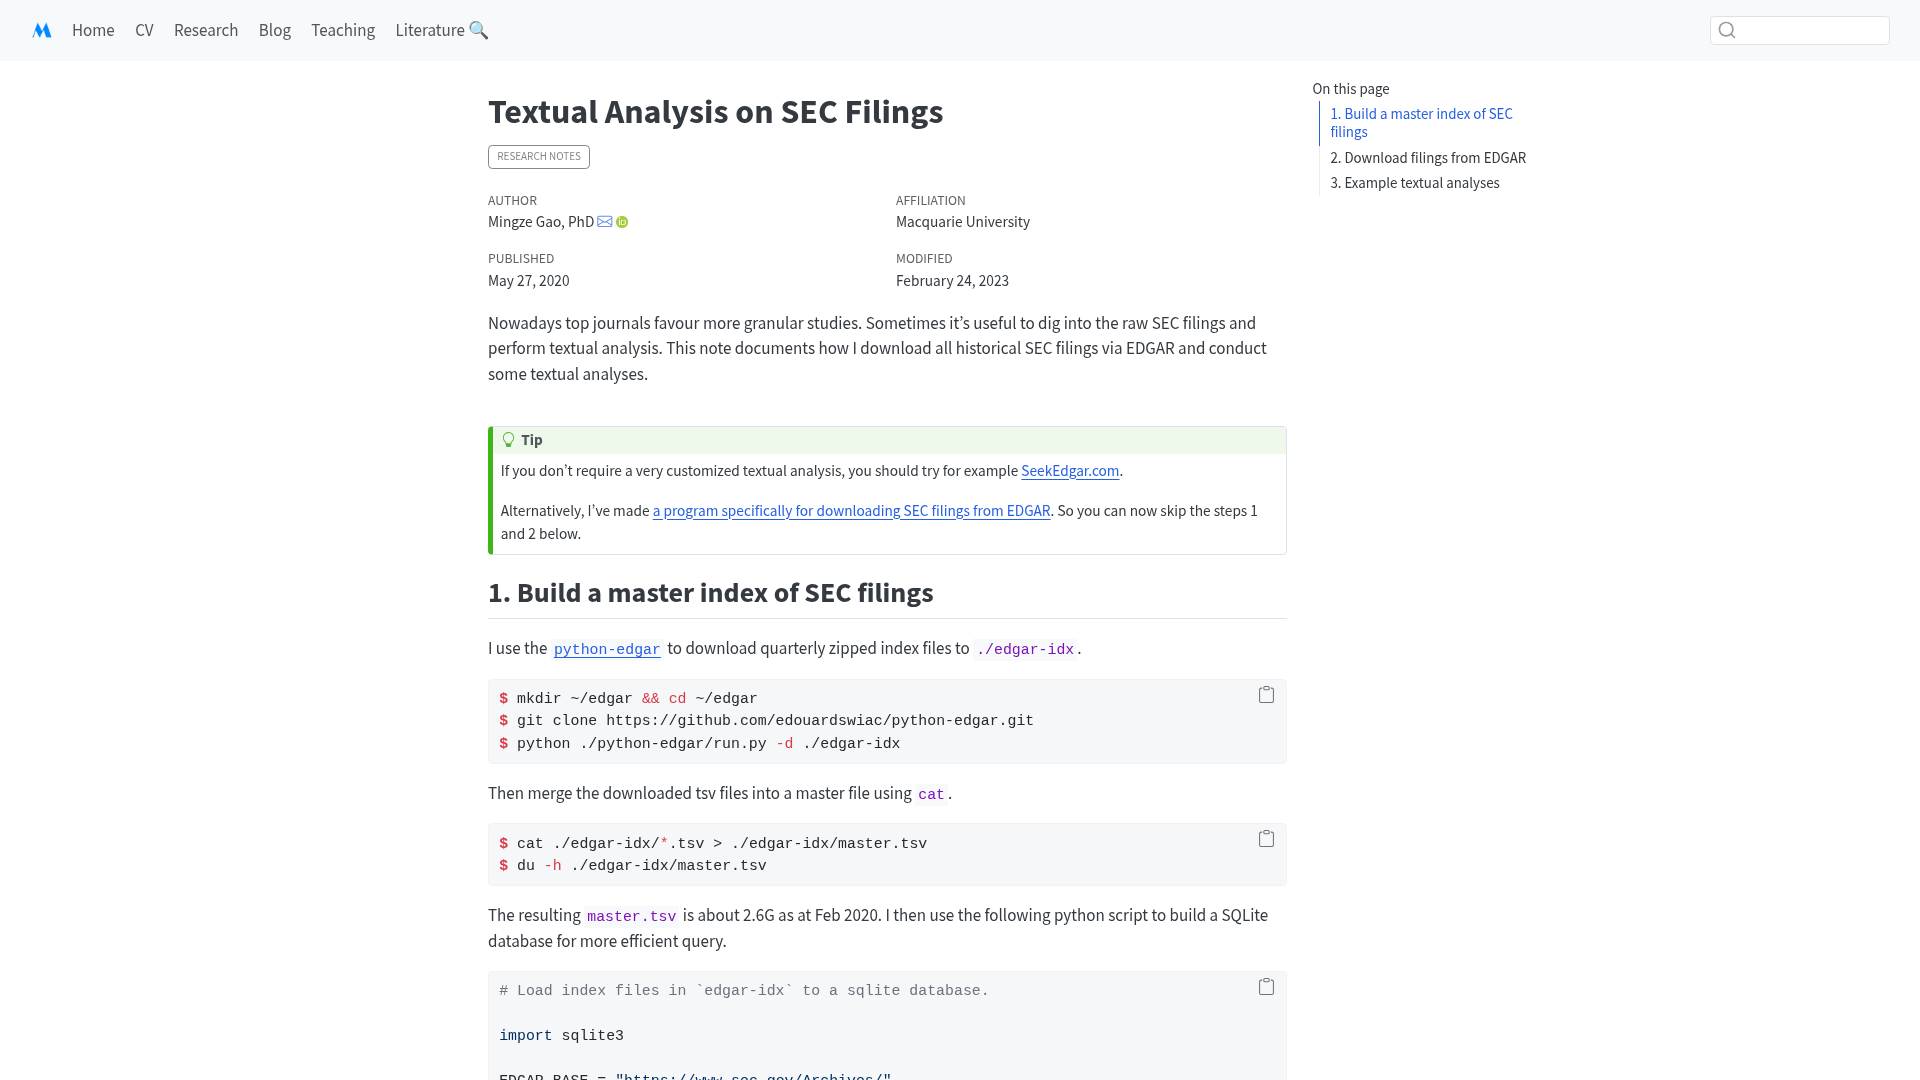 Home CV Research Blog Teaching Literature 🔍
Textual Analysis on SEC Filings
RESEARCH NOTES
AUTHOR
Mingze Gao, PhD
AFFILIATION
Macquarie University
PUBLISHED
May 27, 2020
MODIFIED
February 24, 2023
Nowadays top journals favour more granular studies. Sometimes it’s useful to dig into the raw SEC filings and
perform textual analysis. This note documents how I download all historical SEC filings via EDGAR and conduct
some textual analyses.
Tip
If you don’t require a very customized textual analysis, you should try for example SeekEdgar.com.
Alternatively, I’ve made a program specifically for downloading SEC filings from EDGAR. So you can now skip the steps 1
and 2 below.
1. Build a master index of SEC filings
I use the python-edgar to download quarterly zipped index files to ./edgar-idx.
$ mkdir ~/edgar && cd ~/edgar
$ git clone https://github.com/edouardswiac/python-edgar.git
$ python ./python-edgar/run.py -d ./edgar-idx
Then merge the downloaded tsv files into a master file using cat.
$ cat ./edgar-idx/*.tsv > ./edgar-idx/master.tsv
$ du -h ./edgar-idx/master.tsv
The resulting master.tsv is about 2.6G as at Feb 2020. I then use the following python script to build a SQLite
database for more efficient query.
# Load index files in `edgar-idx` to a sqlite database.
import sqlite3
EDGAR_BASE = "https://www.sec.gov/Archives/"
On this page
1. Build a master index of SEC
filings
2. Download filings from EDGAR
3. Example textual analyses